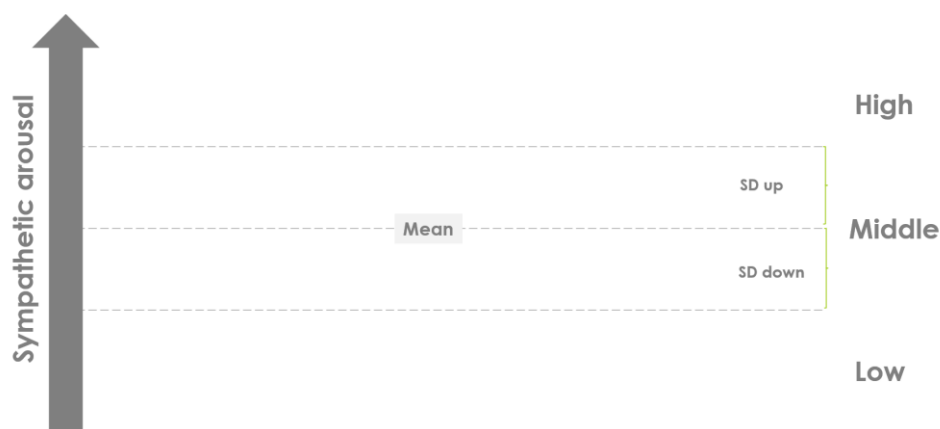 Sympathetic arousal
High
SD up
Mean
Middle
SD down
Low